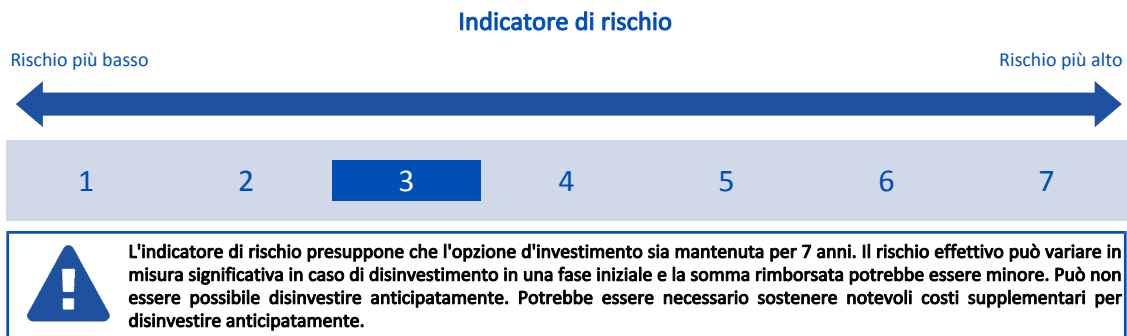 Indicatore di rischio
Rischio più basso
Rischio più alto
1 2 3 4 5 6 7
L'indicatore di rischio presuppone che l'opzione d'investimento sia mantenuta per 7 anni. Il rischio effettivo può variare in
misura significativa in caso di disinvestimento in una fase iniziale e la somma rimborsata potrebbe essere minore. Può non
essere possibile disinvestire anticipatamente. Potrebbe essere necessario sostenere notevoli costi supplementari per
disinvestire anticipatamente.